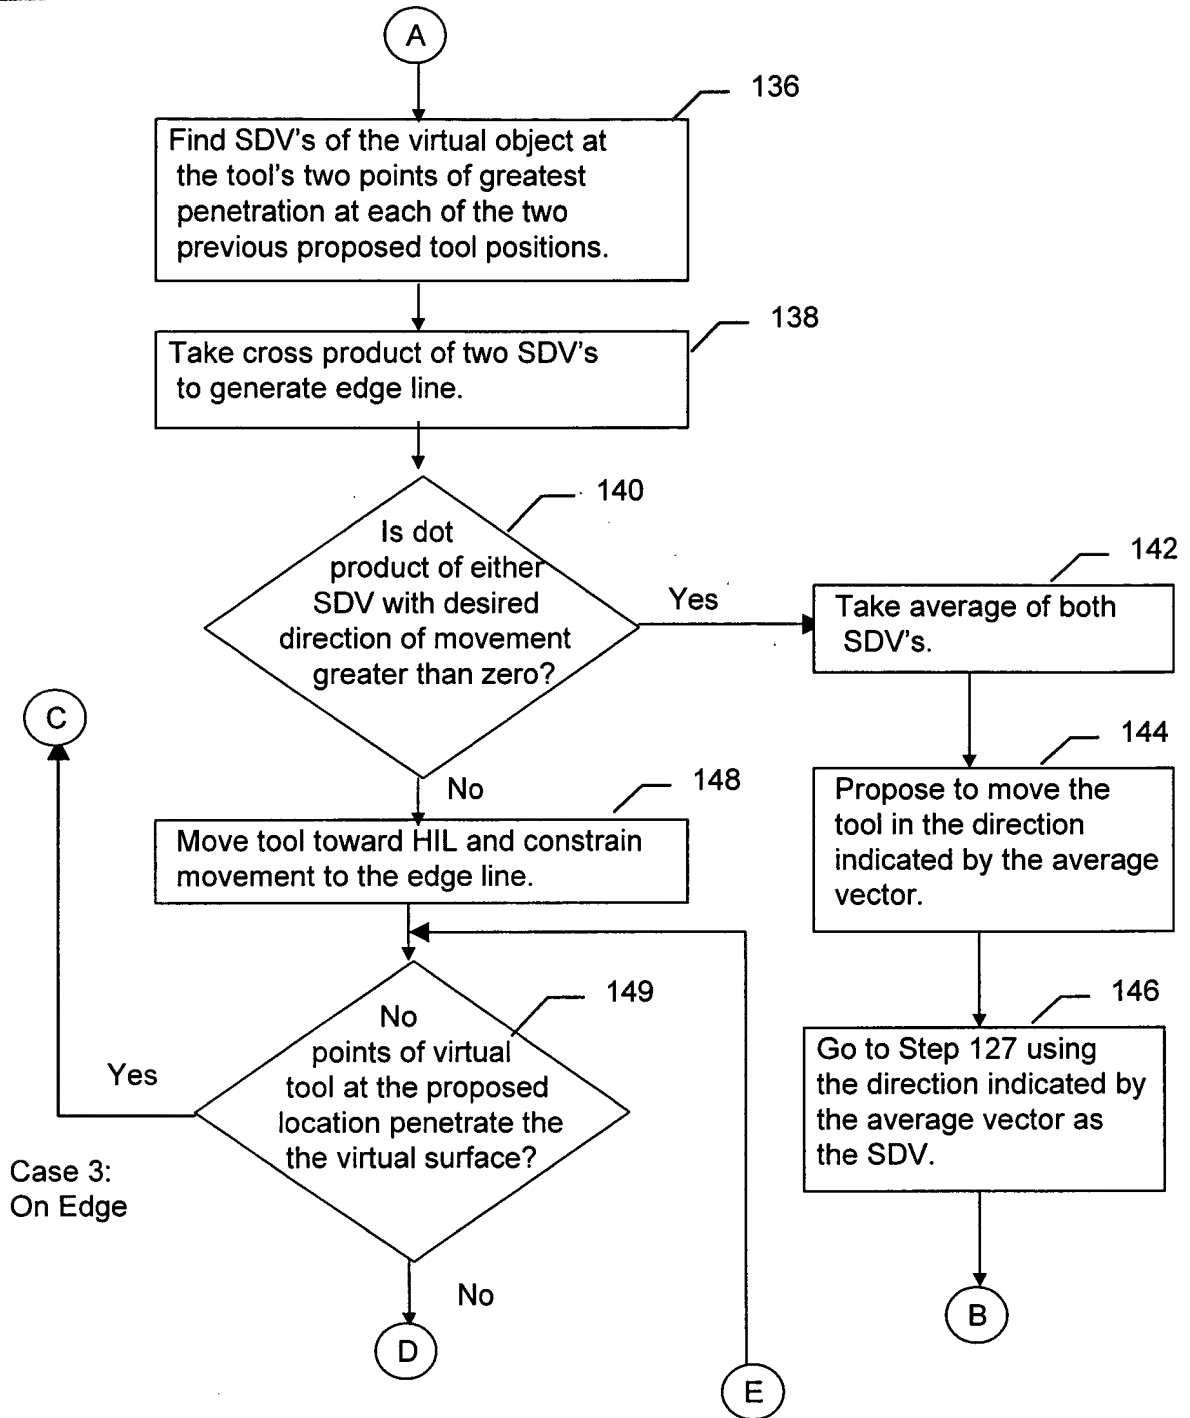 A
136
Find SDV's of the virtual object at
the tool's two points of greatest
penetration at each of the two
previous proposed tool positions.
138
Take cross product of two SDV's
to generate edge line.
140
Is dot
product of either
SDV with desired
direction of movement
greater than zero?
Yes
142
Take average of both
SDV's.
C
144
Propose to move the
tool in the direction
indicated by the average
vector.
No
148
Move tool toward HIL and constrain
movement to the edge line.
149
No
points of virtual
tool at the proposed
location penetrate the
the virtual surface?
Yes
146
Go to Step 127 using
the direction indicated by
the average vector as
the SDV.
Case 3:
On Edge
No
B
D
E